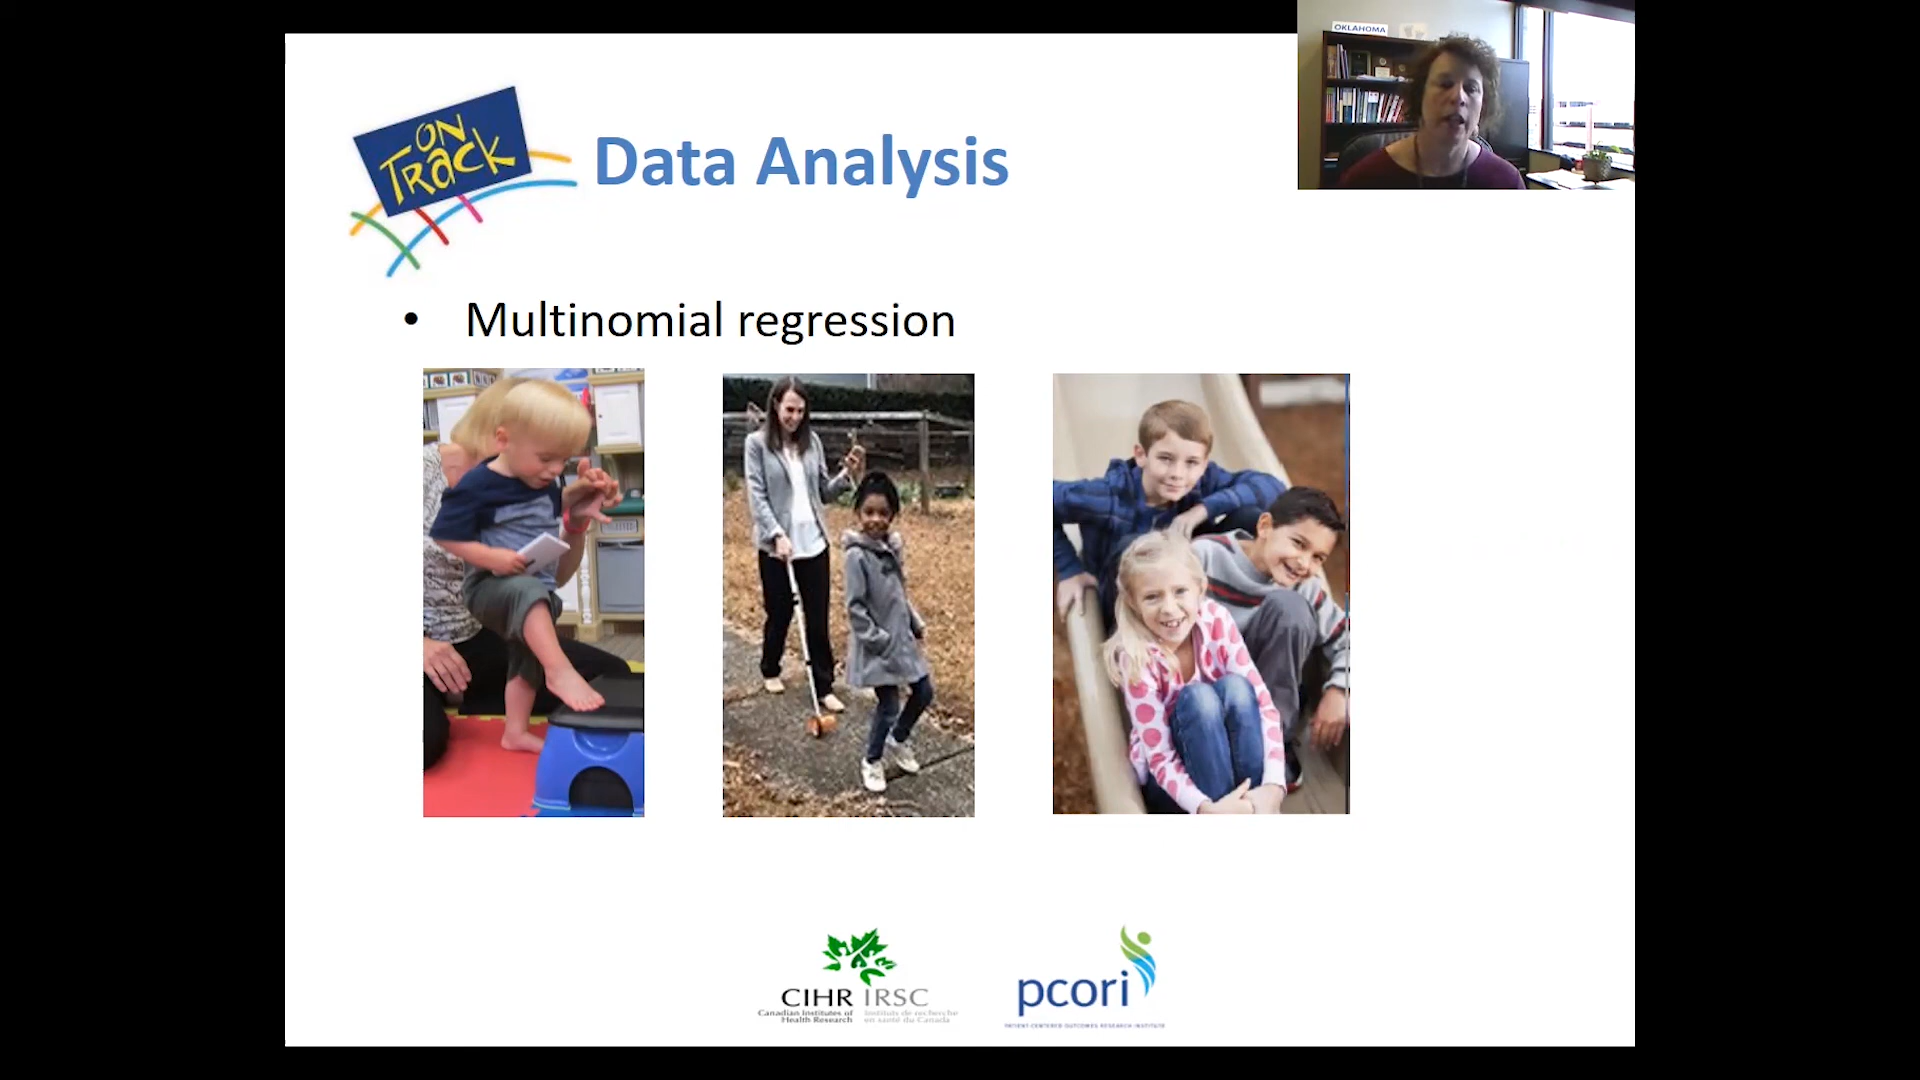 OKLAHOMA
ON
TRaCK
Data Analysis
• Multinomial regression
CIHR IRSC
Canadian Institutes of
Health Research
Instituts de recherche
en santé du Canada
pcori
PATIENT-CENTERED OUTCOMES RESEARCH INSTITUTE